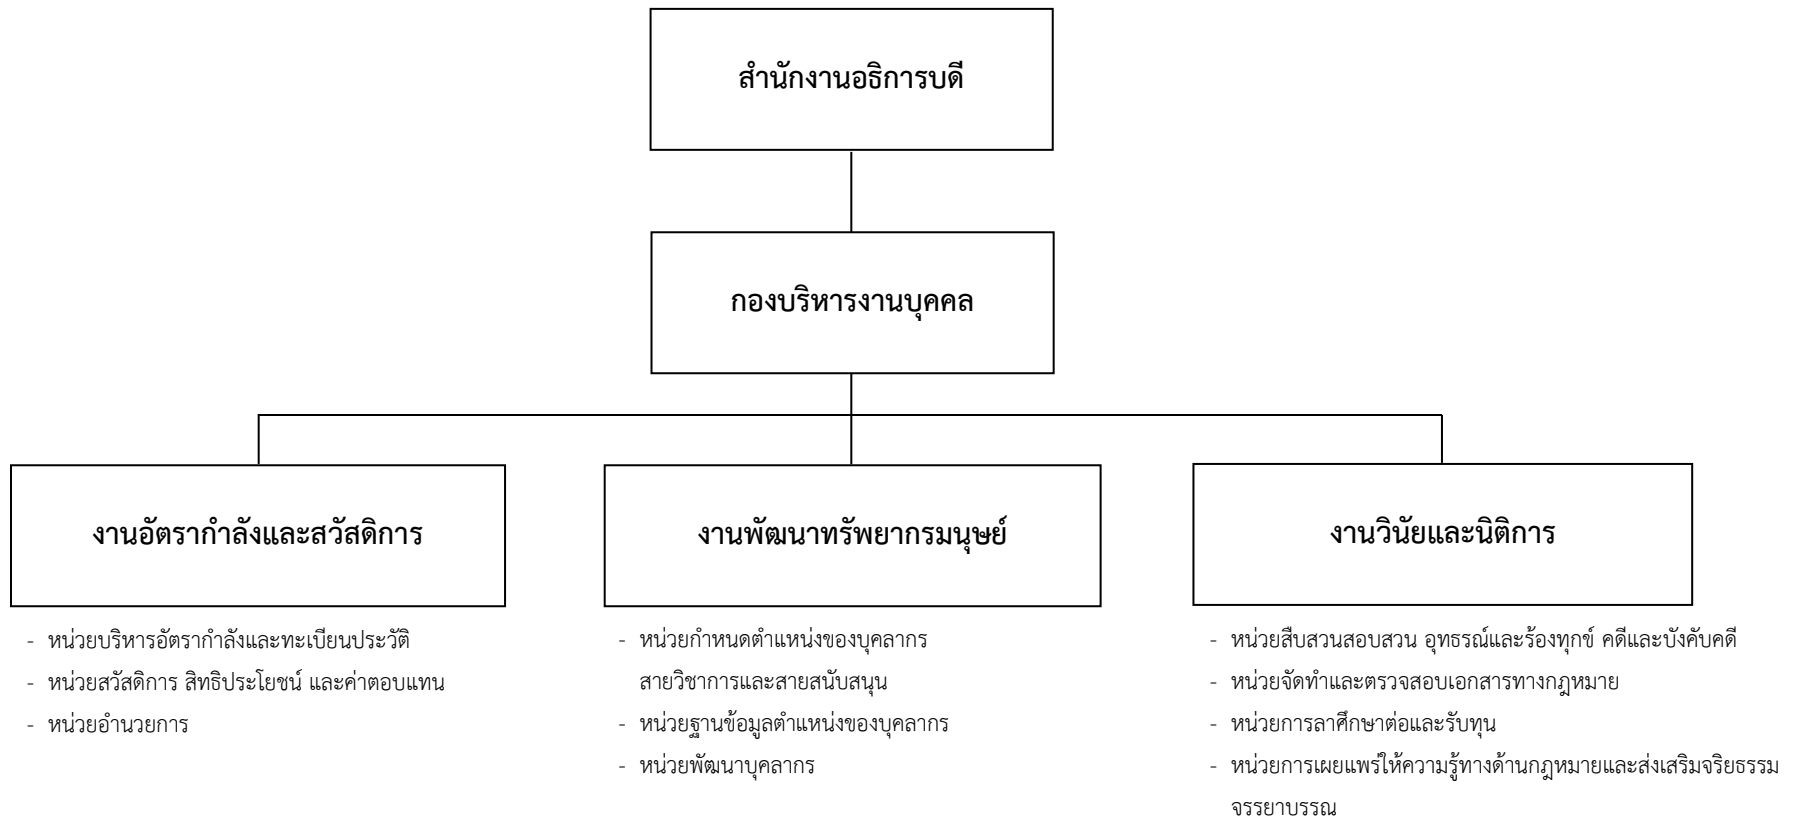 สำนักงานอธิการบดี
กองบริหารงานบุคคล
งานอัตรากำลังและสวัสดิการ
- หน่วยบริหารอัตรากำลังและทะเบียนประวัติ
- หน่วยสวัสดิการ สิทธิประโยชน์ และค่าตอบแทน
- หน่วยอำนวยการ
งานพัฒนาทรัพยากรมนุษย์
- หน่วยกำหนดตำแหน่งของบุคลากร
สายวิชาการและสายสนับสนุน
- หน่วยฐานข้อมูลตำแหน่งของบุคลากร
- หน่วยพัฒนาบุคลากร
งานวินัยและนิติการ
- หน่วยสืบสวนสอบสวน อุทธรณ์และร้องทุกข์ คดีและบังคับคดี
- หน่วยจัดทำและตรวจสอบเอกสารทางกฎหมาย
- หน่วยการลาศึกษาต่อและรับทุน
- หน่วยการเผยแพร่ให้ความรู้ทางด้านกฎหมายและส่งเสริมจริยธรรม
จรรยาบรรณ